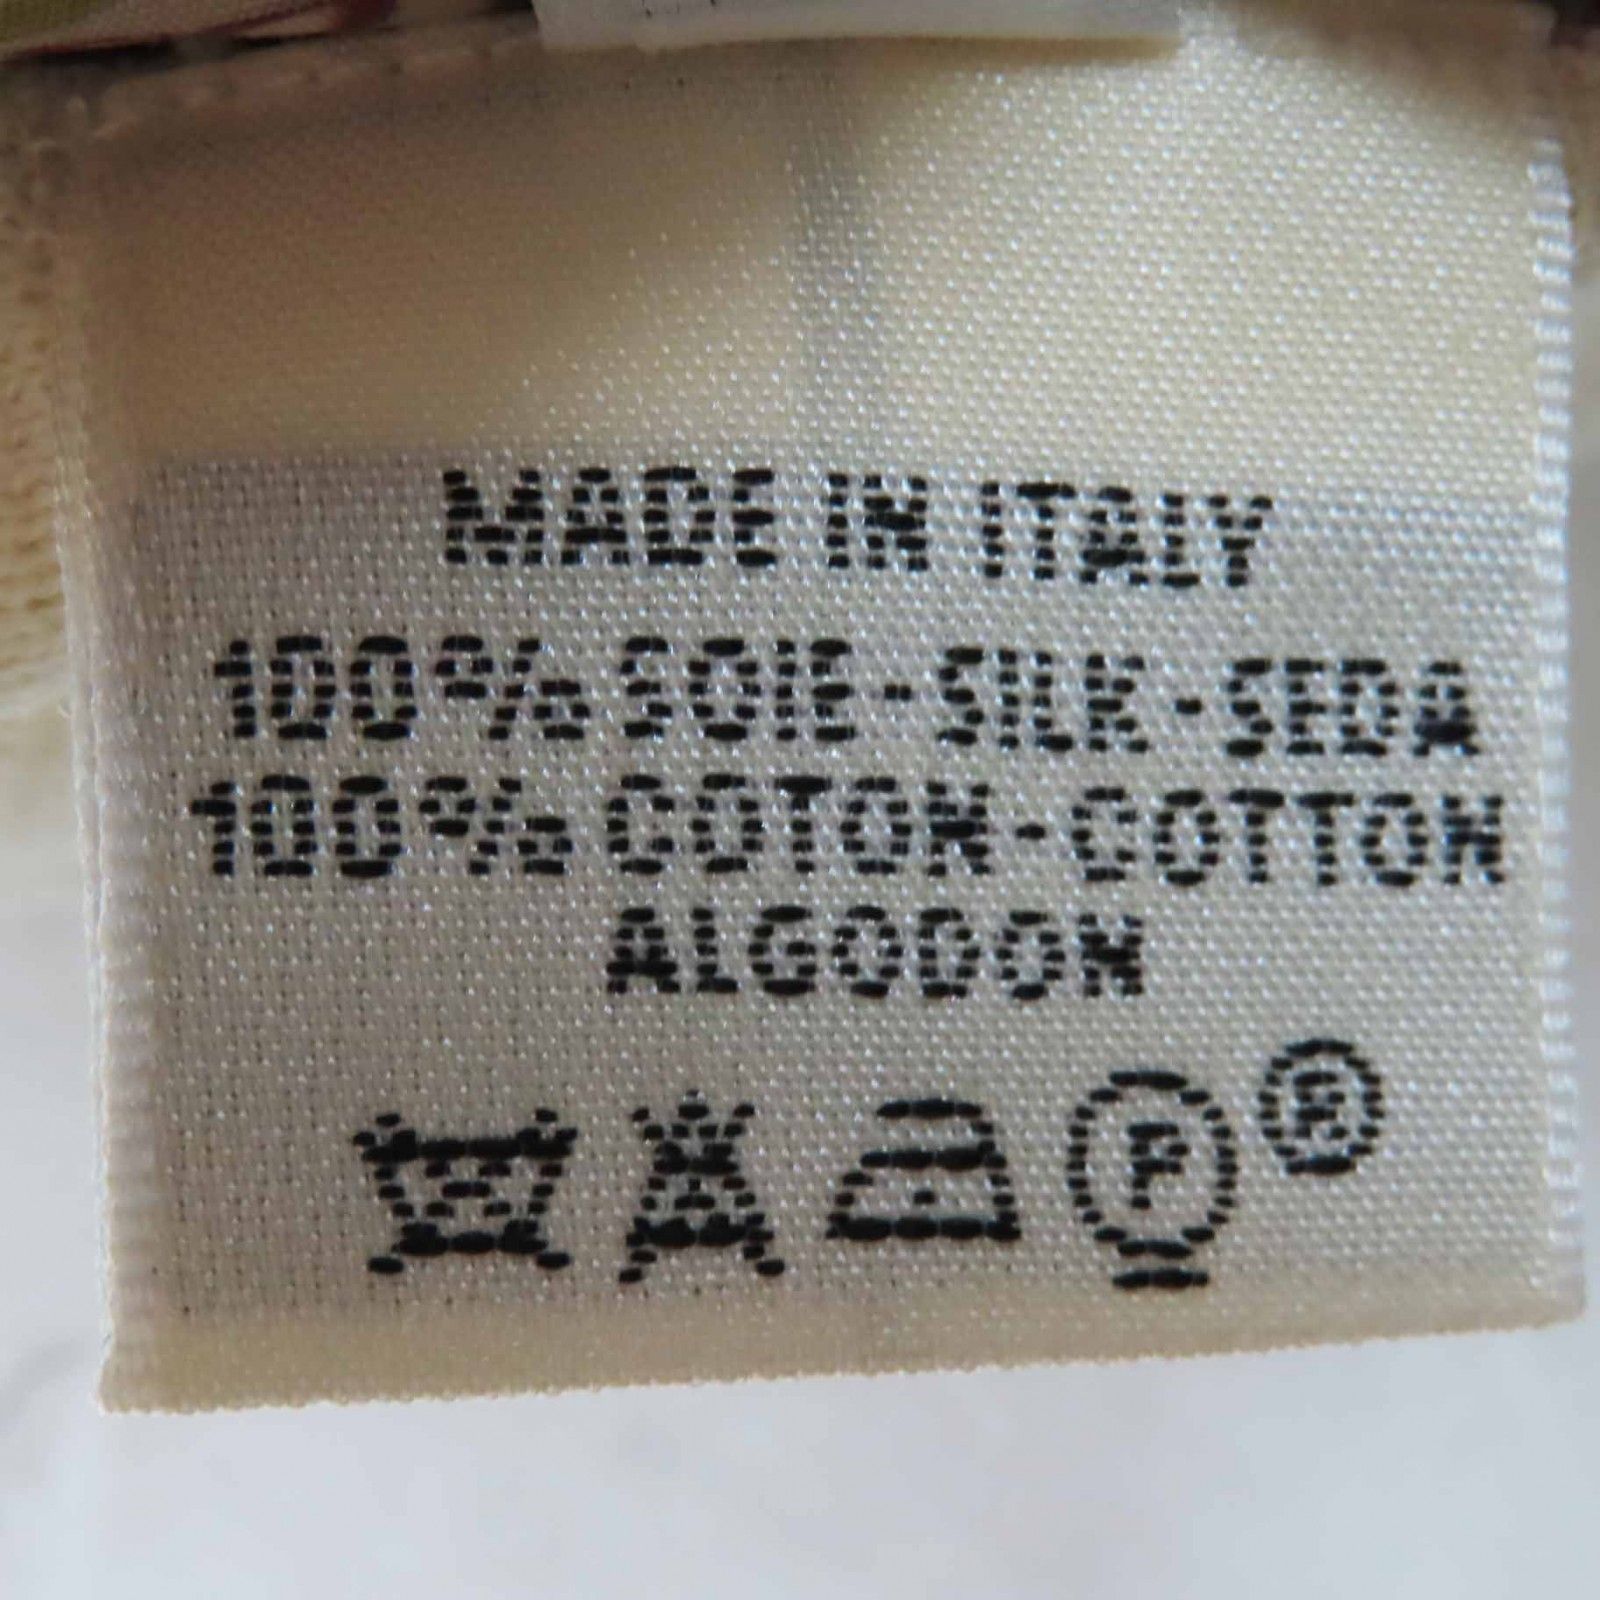 MADE IN ITALY
100% SOIE-SILK-SEDA
100% COTON-COTTON
ALGODON
F ®